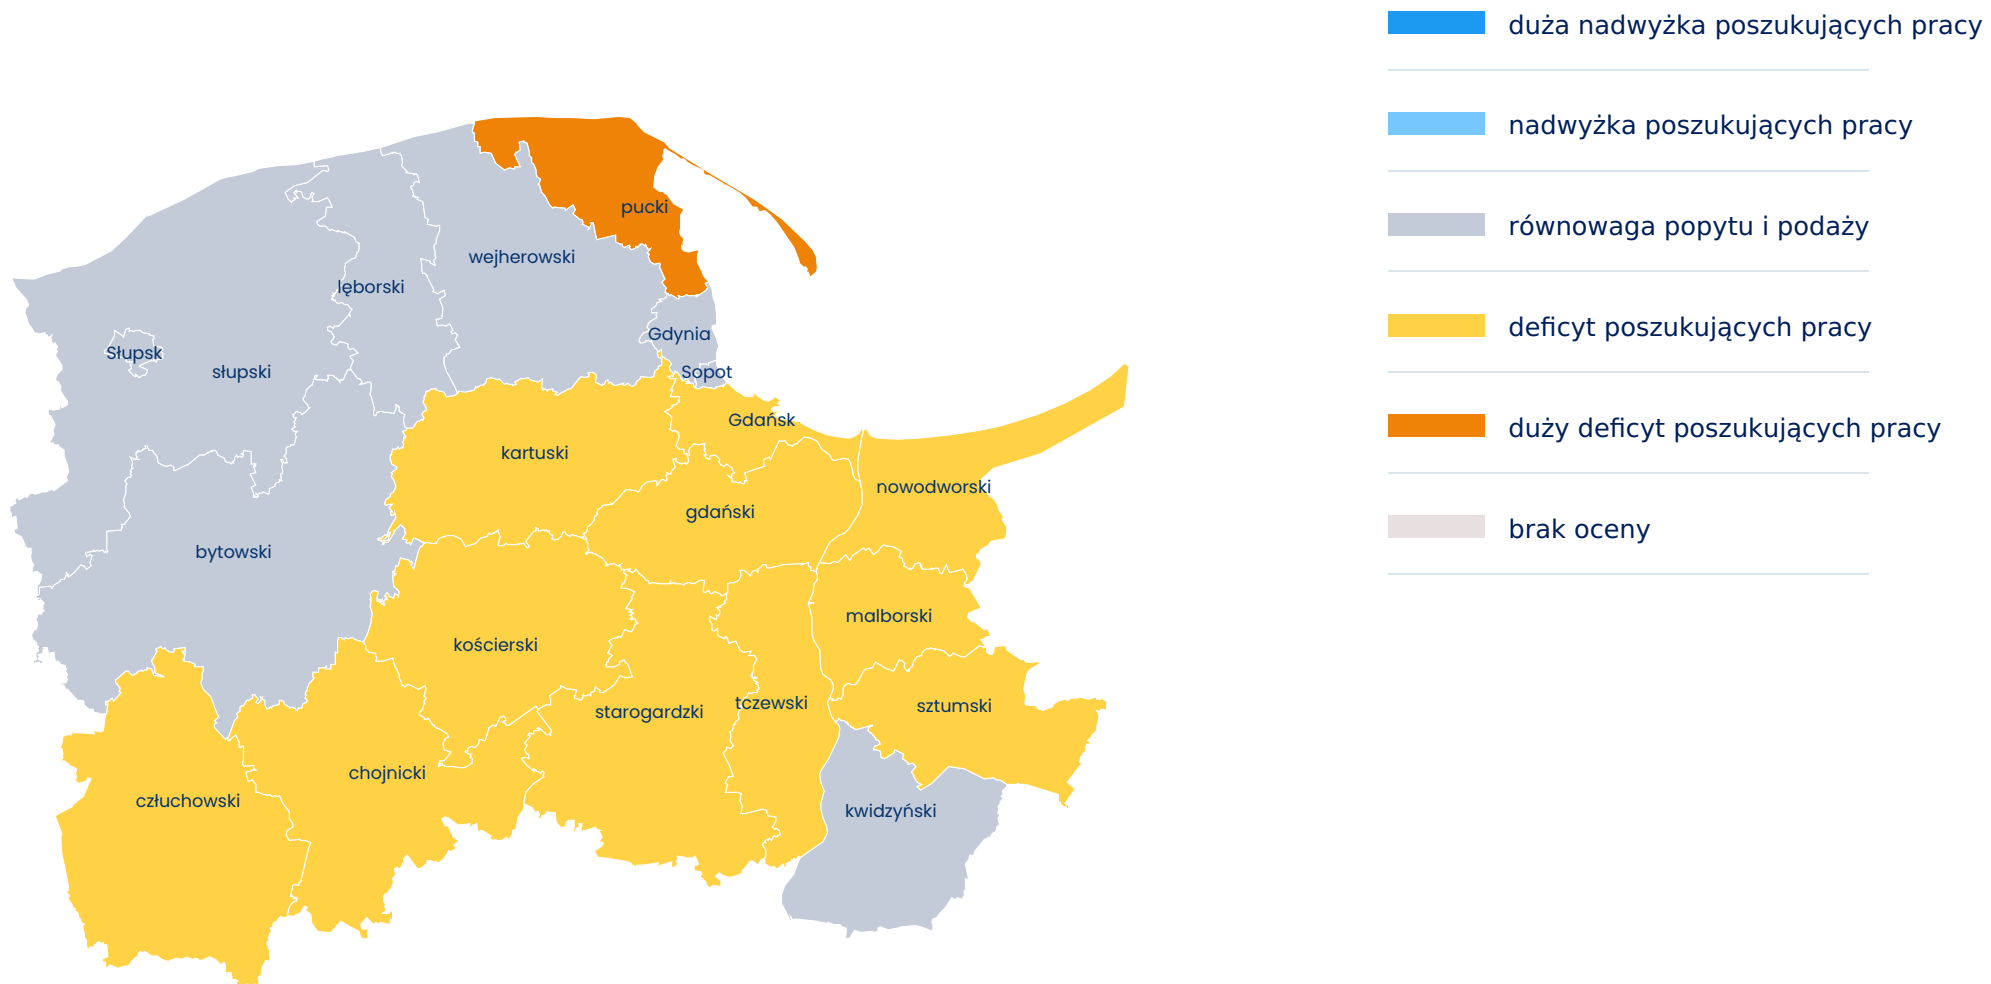 duża nadwyżka poszukujących pracy
nadwyżka poszukujących pracy
równowaga popytu i podaży
deficyt poszukujących pracy
duży deficyt poszukujących pracy
brak oceny
pucki
wejherowski
lęborski
Gdynia
Słupsk
słupski
Sopot
Gdańsk
kartuski
nowodworski
gdański
bytowski
malborski
kościerski
tczewski
sztumski
starogardzki
chojnicki
człuchowski
kwidzyński